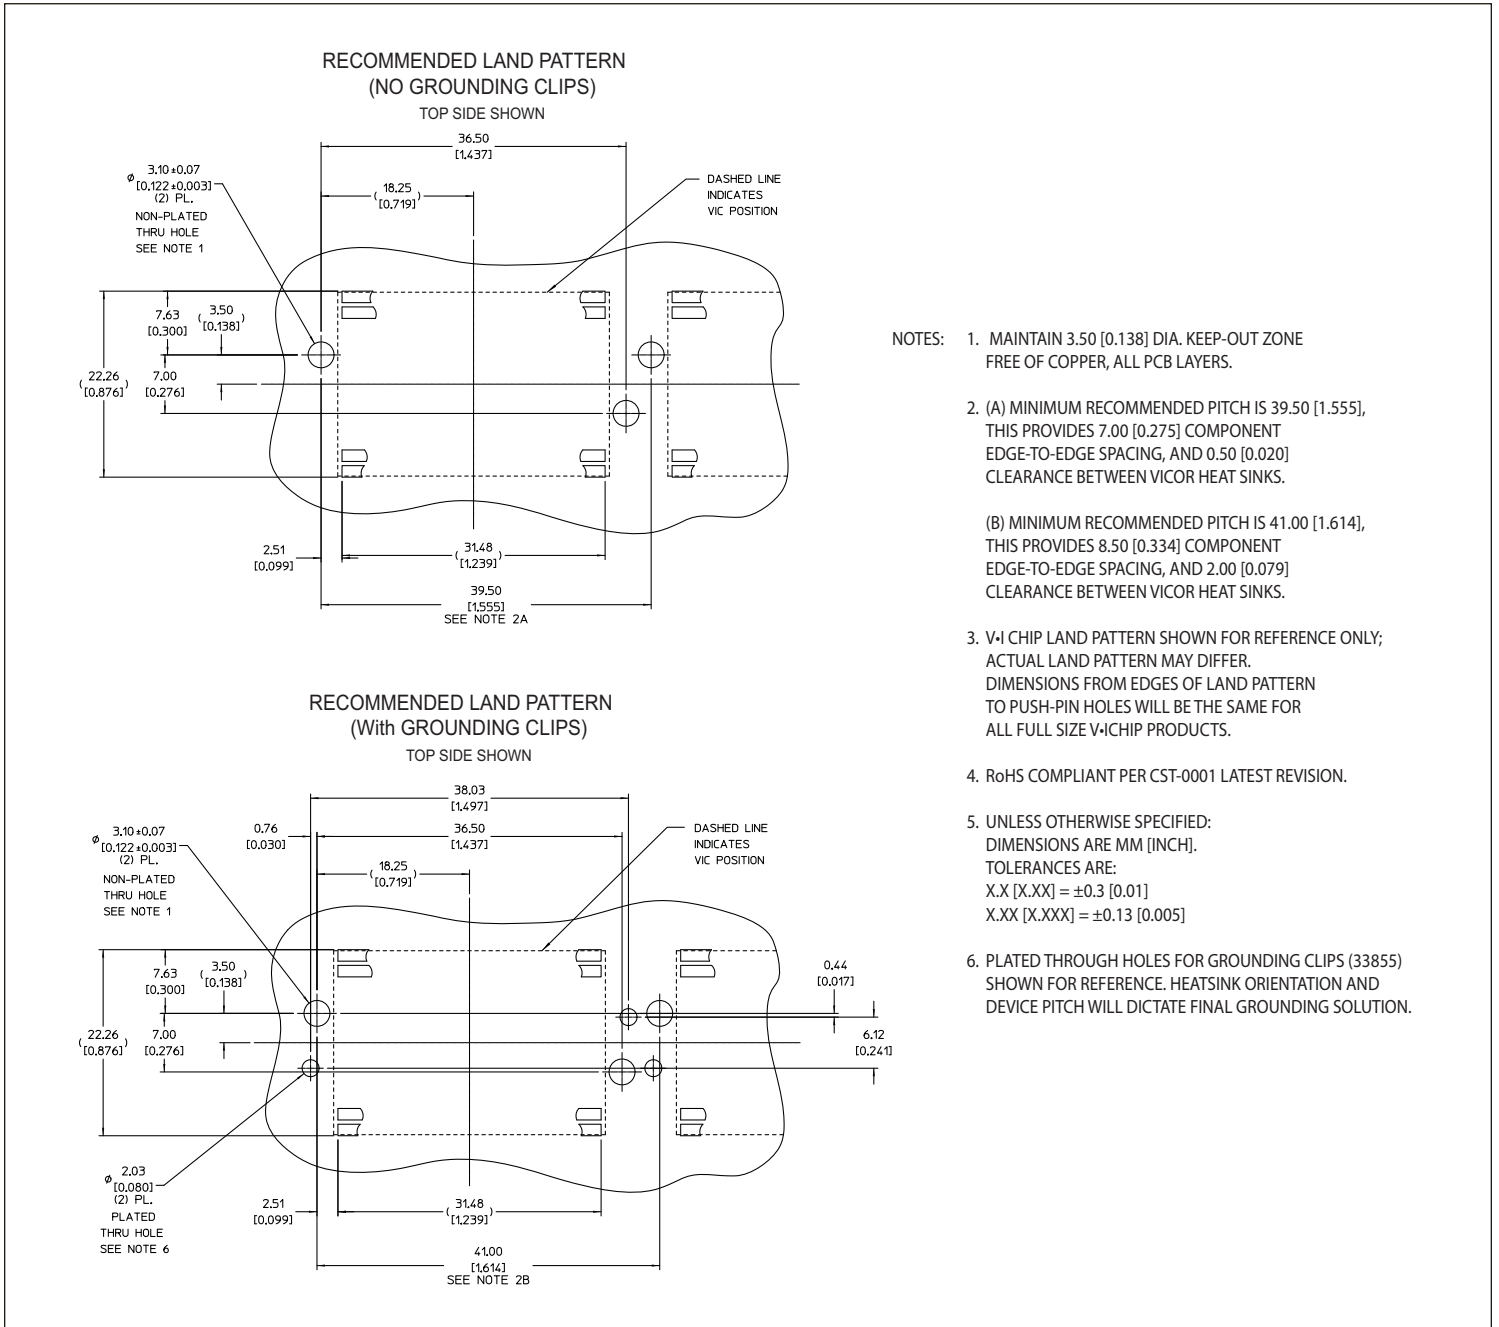 RECOMMENDED LAND PATTERN
(NO GROUNDING CLIPS)
TOP SIDE SHOWN
36.50
[1.437]
ø 3.10 ±0.07
[0.122 ±0.003]
(2) PL.
NON-PLATED
THRU HOLE
SEE NOTE 1
( 18.25 )
[0.719]
DASHED LINE
INDICATES
VIC POSITION
7.63
[0.300]
( 3.50 )
[0.138]
( 22.26 )
[0.876]
7.00
[0.276]
2.51
[0.099]
( 31.48 )
[1.239]
39.50
[1.555]
SEE NOTE 2A
RECOMMENDED LAND PATTERN
(With GROUNDING CLIPS)
TOP SIDE SHOWN
38.03
[1.497]
ø 3.10 ±0.07
[0.122 ±0.003]
(2) PL.
NON-PLATED
THRU HOLE
SEE NOTE 1
0.76
[0.030]
36.50
[1.437]
( 18.25 )
[0.719]
DASHED LINE
INDICATES
VIC POSITION
7.63
[0.300]
( 3.50 )
[0.138]
0.44
[0.017]
( 22.26 )
[0.876]
7.00
[0.276]
6.12
[0.241]
ø 2.03
[0.080]
(2) PL.
PLATED
THRU HOLE
SEE NOTE 6
2.51
[0.099]
( 31.48 )
[1.239]
41.00
[1.614]
SEE NOTE 2B
NOTES: 1. MAINTAIN 3.50 [0.138] DIA. KEEP-OUT ZONE
FREE OF COPPER, ALL PCB LAYERS.
2. (A) MINIMUM RECOMMENDED PITCH IS 39.50 [1.555],
THIS PROVIDES 7.00 [0.275] COMPONENT
EDGE-TO-EDGE SPACING, AND 0.50 [0.020]
CLEARANCE BETWEEN VICOR HEAT SINKS.
(B) MINIMUM RECOMMENDED PITCH IS 41.00 [1.614],
THIS PROVIDES 8.50 [0.334] COMPONENT
EDGE-TO-EDGE SPACING, AND 2.00 [0.079]
CLEARANCE BETWEEN VICOR HEAT SINKS.
3. V•I CHIP LAND PATTERN SHOWN FOR REFERENCE ONLY;
ACTUAL LAND PATTERN MAY DIFFER.
DIMENSIONS FROM EDGES OF LAND PATTERN
TO PUSH-PIN HOLES WILL BE THE SAME FOR
ALL FULL SIZE V•ICHIP PRODUCTS.
4. RoHS COMPLIANT PER CST-0001 LATEST REVISION.
5. UNLESS OTHERWISE SPECIFIED:
DIMENSIONS ARE MM [INCH].
TOLERANCES ARE:
X.X [X.XX] = ±0.3 [0.01]
X.XX [X.XXX] = ±0.13 [0.005]
6. PLATED THROUGH HOLES FOR GROUNDING CLIPS (33855)
SHOWN FOR REFERENCE. HEATSINK ORIENTATION AND
DEVICE PITCH WILL DICTATE FINAL GROUNDING SOLUTION.